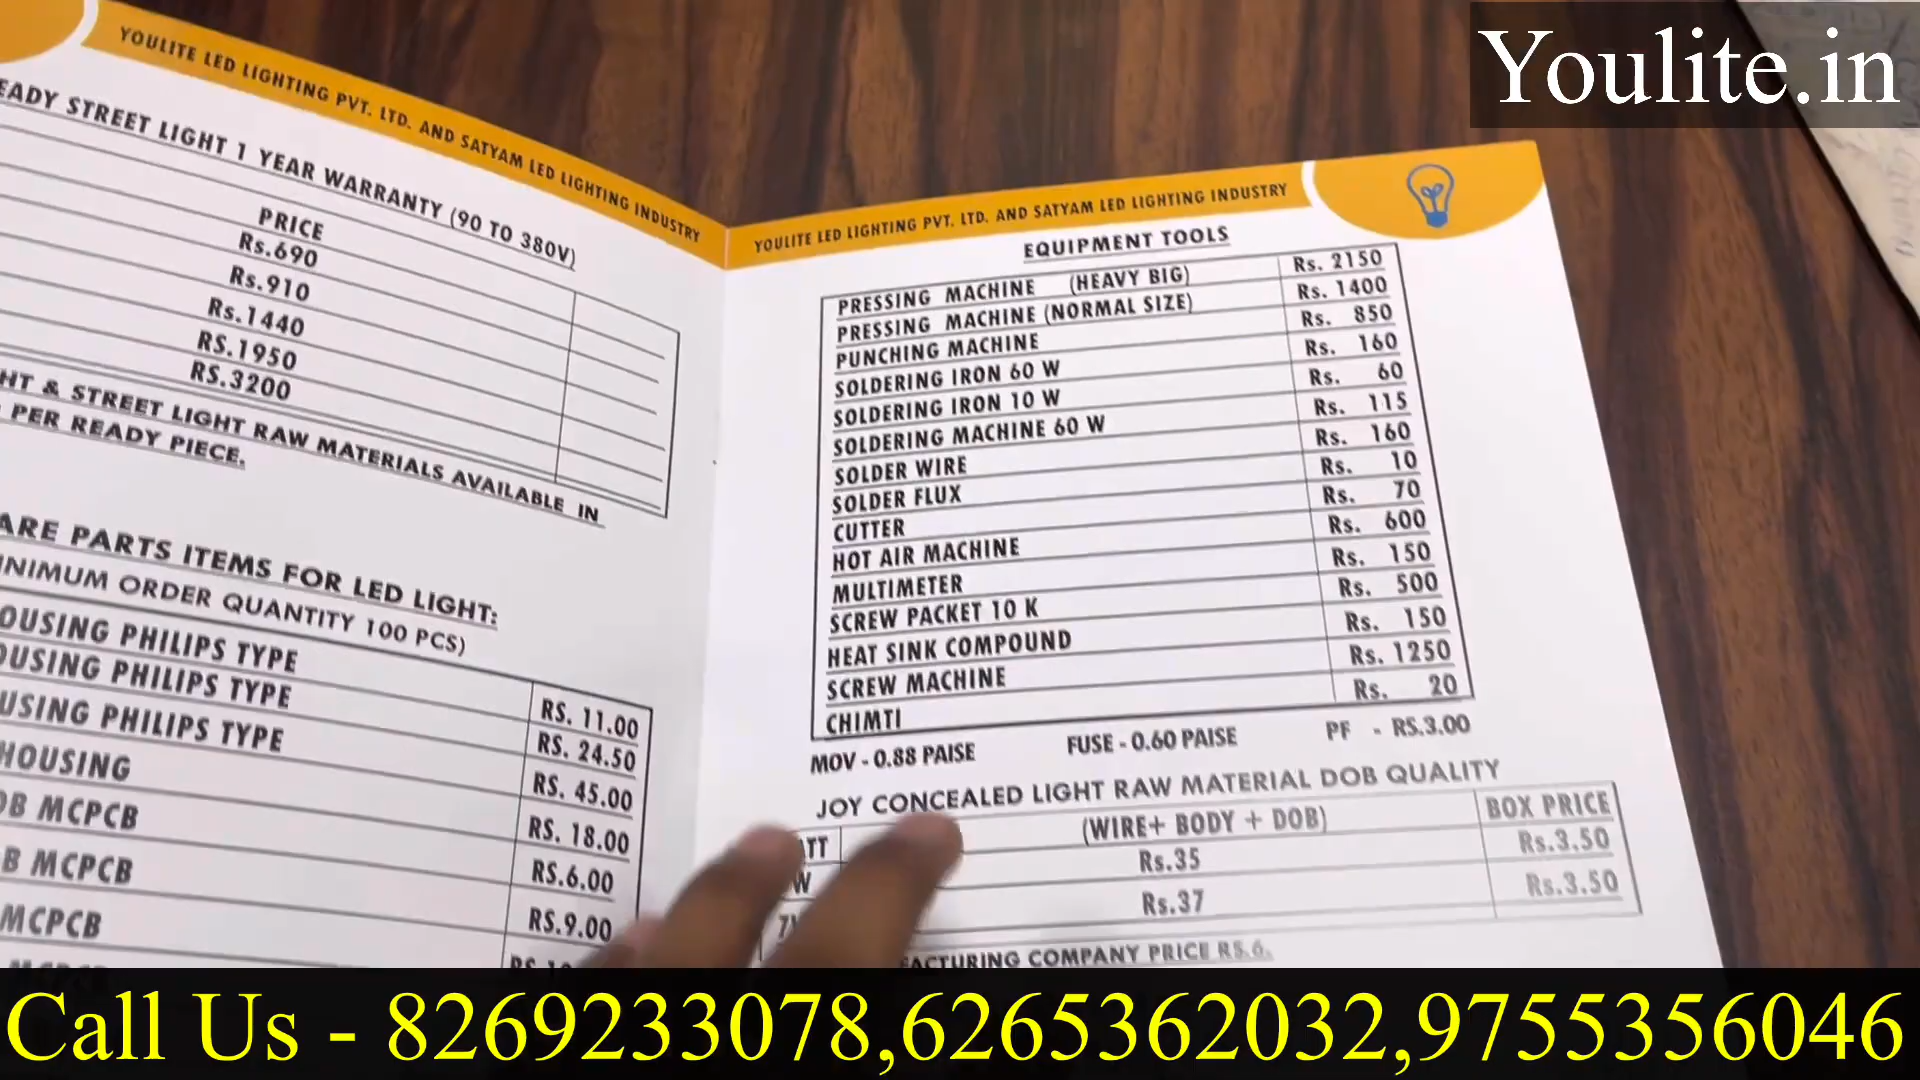 Youlite.in
YOULITE LED LIGHTING PVT. LTD. AND SATYAM LED LIGHTING INDUSTRY
EADY STREET LIGHT 1 YEAR WARRANTY (90 TO 380V)
PRICE
Rs.690
Rs.910
Rs.1440
RS.1950
RS.3200
HT & STREET LIGHT RAW MATERIALS AVAILABLE IN
PER READY PIECE.
ARE PARTS ITEMS FOR LED LIGHT:
NIMUM ORDER QUANTITY 100 PCS)
OUSING PHILIPS TYPE RS. 11.00
OUSING PHILIPS TYPE RS. 24.50
USING PHILIPS TYPE RS. 45.00
HOUSING RS. 18.00
OB MCPCB RS.6.00
B MCPCB RS.9.00
MCPCB
YOULITE LED LIGHTING PVT. LTD. AND SATYAM LED LIGHTING INDUSTRY
EQUIPMENT TOOLS
PRESSING MACHINE (HEAVY BIG) Rs. 2150
PRESSING MACHINE (NORMAL SIZE) Rs. 1400
PUNCHING MACHINE Rs. 850
SOLDERING IRON 60 W Rs. 160
SOLDERING IRON 10 W Rs. 60
SOLDERING MACHINE 60 W Rs. 115
SOLDER WIRE Rs. 160
SOLDER FLUX Rs. 10
CUTTER Rs. 70
HOT AIR MACHINE Rs. 600
MULTIMETER Rs. 150
SCREW PACKET 10 K Rs. 500
HEAT SINK COMPOUND Rs. 150
SCREW MACHINE Rs. 1250
CHIMTI Rs. 20
MOV - 0.88 PAISE FUSE - 0.60 PAISE PF - RS.3.00
JOY CONCEALED LIGHT RAW MATERIAL DOB QUALITY
TT (WIRE+ BODY + DOB) BOX PRICE
W Rs.35 Rs.3.50
7 Rs.37 Rs.3.50
FACTURING COMPANY PRICE RS.6.
Call Us - 8269233078,6265362032,9755356046